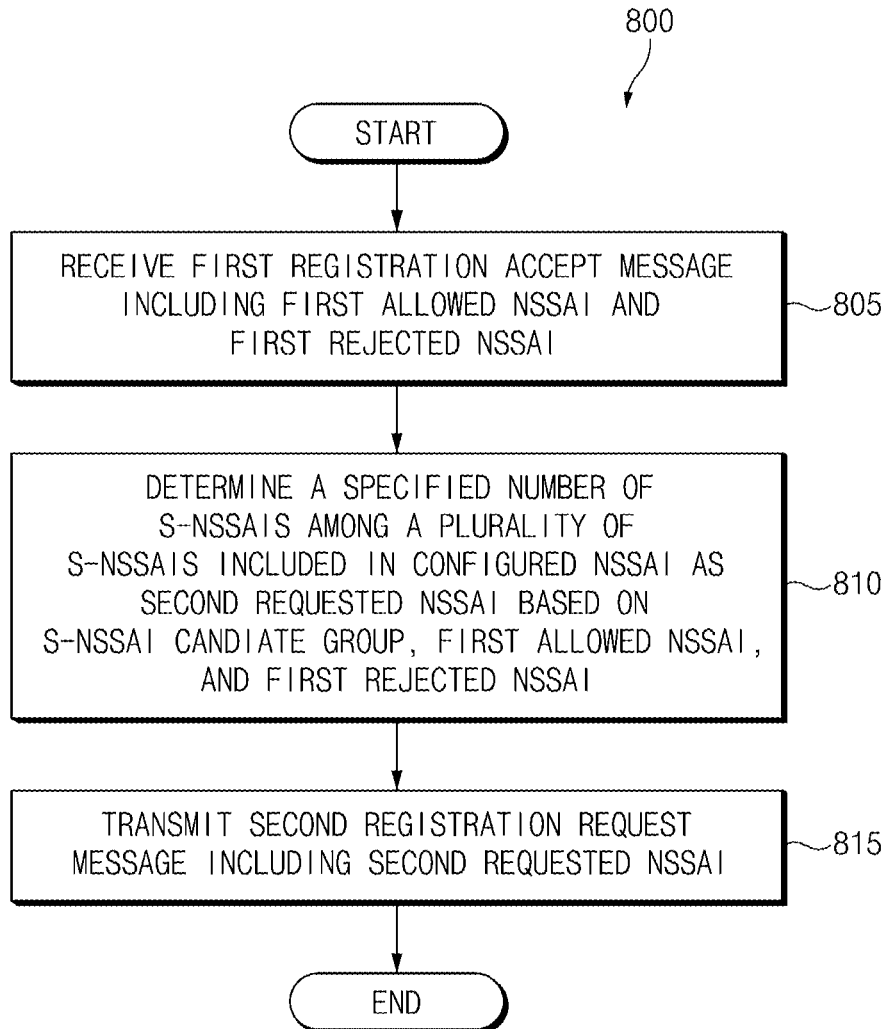 800
START
RECEIVE FIRST REGISTRATION ACCEPT MESSAGE
INCLUDING FIRST ALLOWED NSSAI AND
FIRST REJECTED NSSAI
805
DETERMINE A SPECIFIED NUMBER OF
S-NSSAIS AMONG A PLURALITY OF
S-NSSAIS INCLUDED IN CONFIGURED NSSAI AS
SECOND REQUESTED NSSAI BASED ON
S-NSSAI CANDIATE GROUP, FIRST ALLOWED NSSAI,
AND FIRST REJECTED NSSAI
810
TRANSMIT SECOND REGISTRATION REQUEST
MESSAGE INCLUDING SECOND REQUESTED NSSAI
815
END